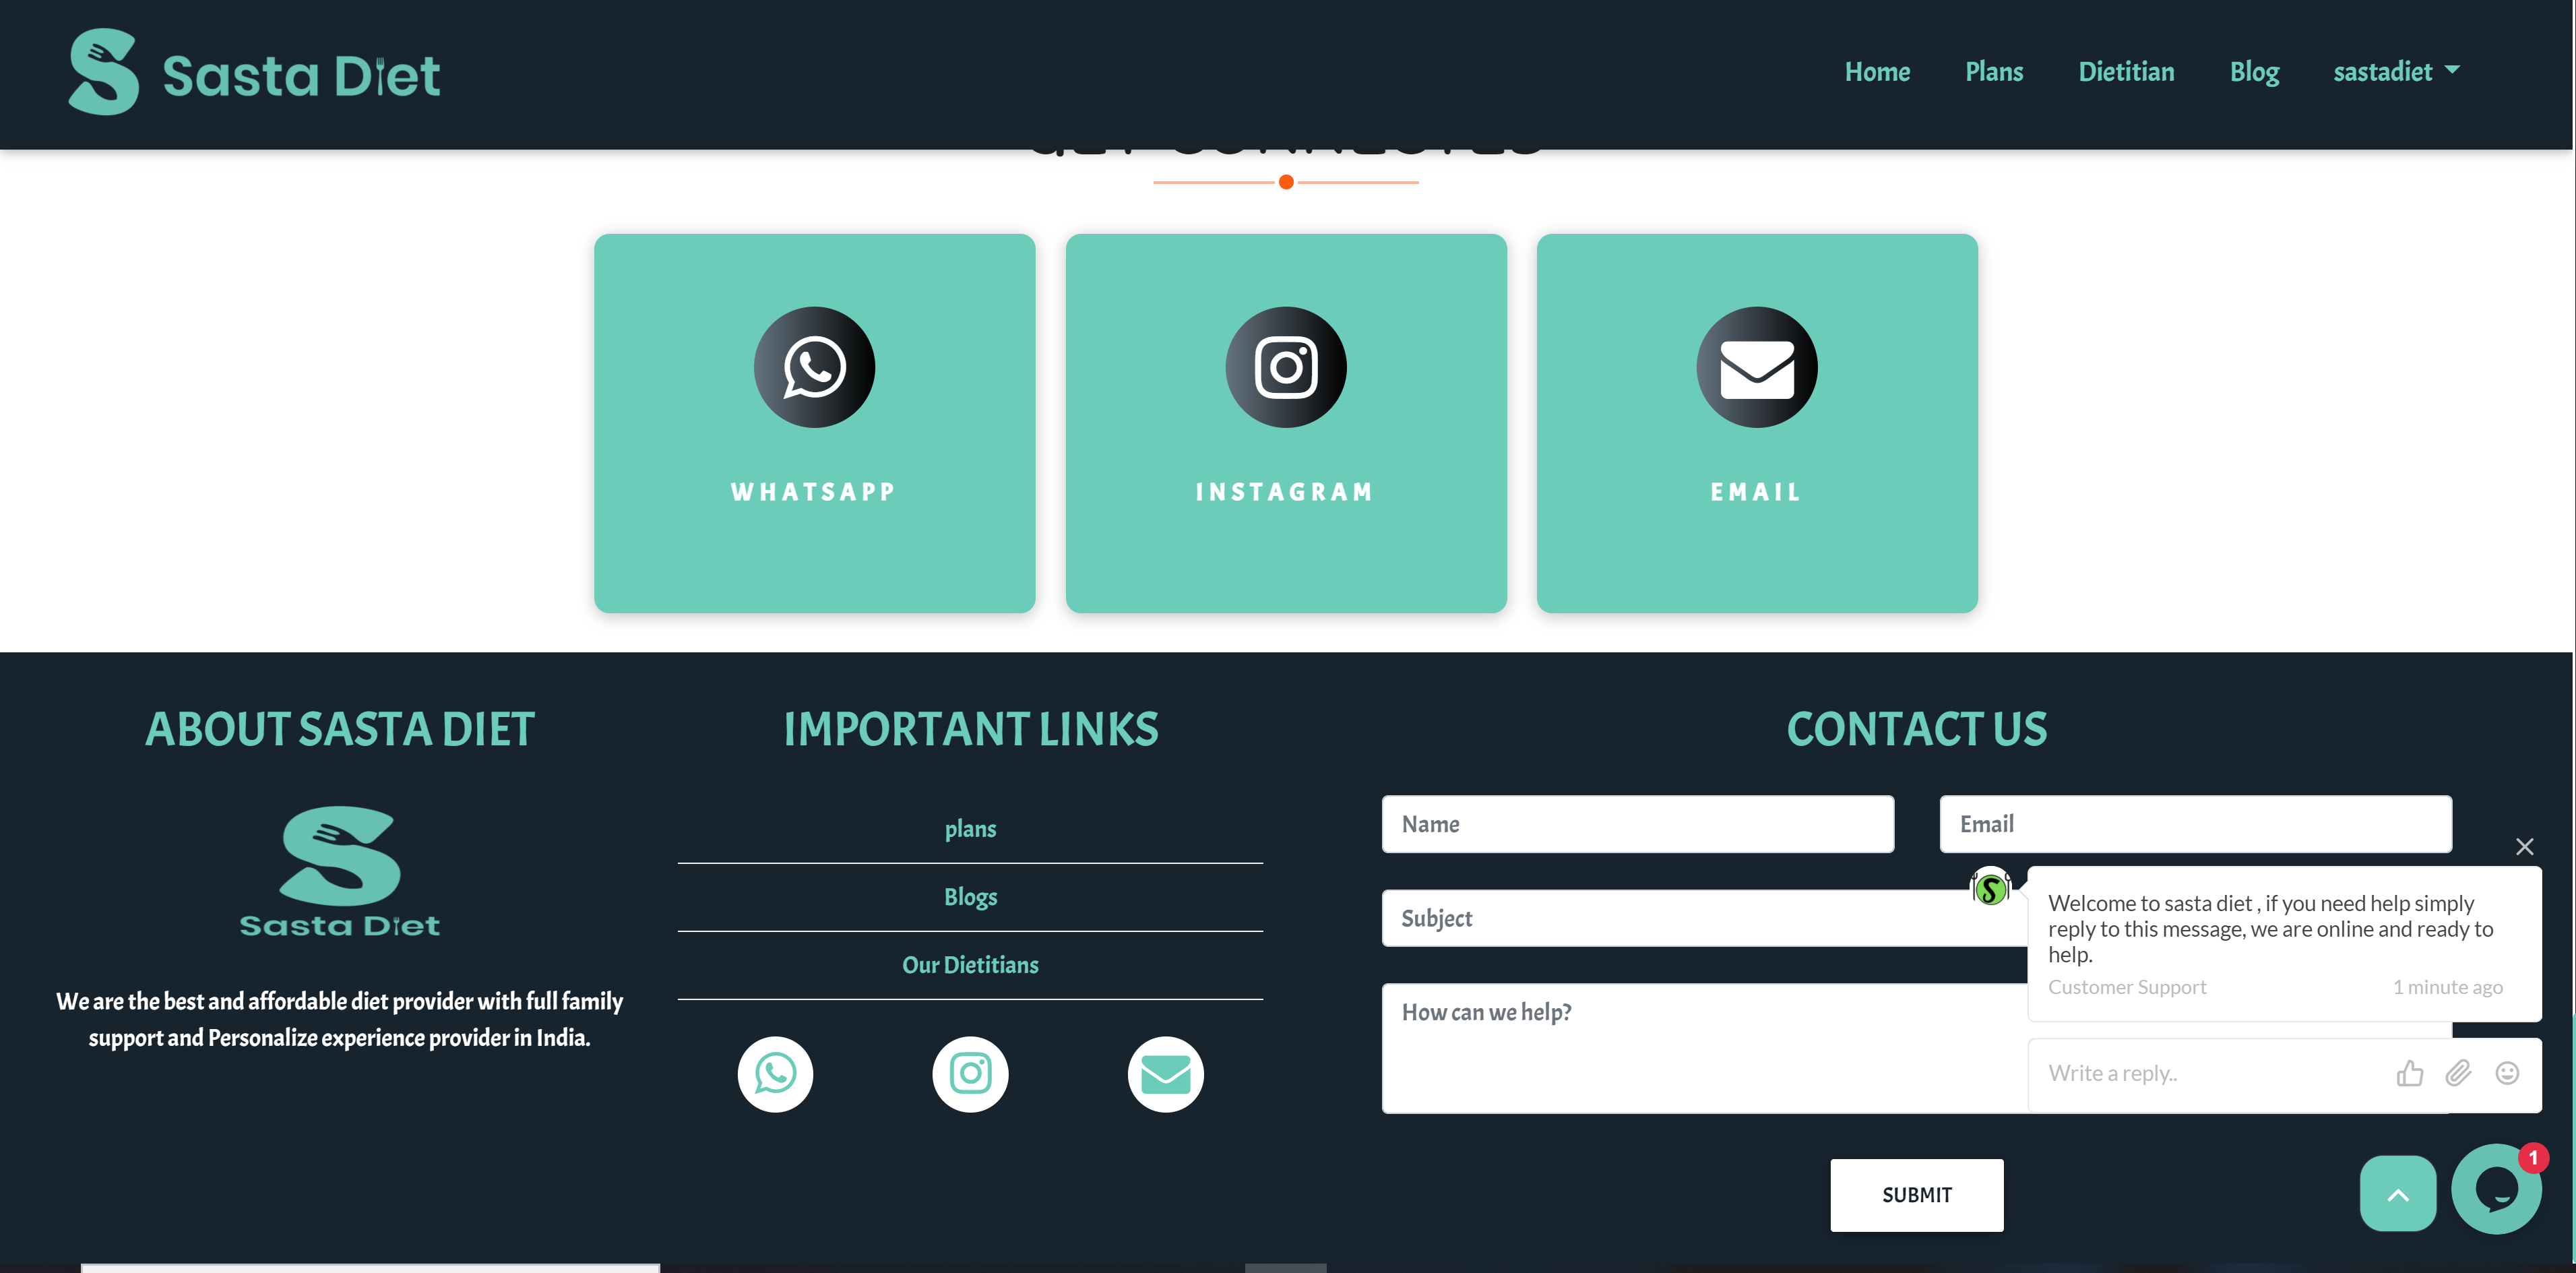 Sasta Diet
Home
Plans
Dietitian
Blog
sastadiet
WHATSAPP
INSTAGRAM
EMAIL
ABOUT SASTA DIET
Sasta Diet
We are the best and affordable diet provider with full family
support and Personalize experience provider in India.
IMPORTANT LINKS
plans
Blogs
Our Dietitians
CONTACT US
Name
Email
Subject
How can we help?
Welcome to sasta diet , if you need help simply
reply to this message, we are online and ready to
help.
Customer Support
1 minute ago
Write a reply..
SUBMIT
1